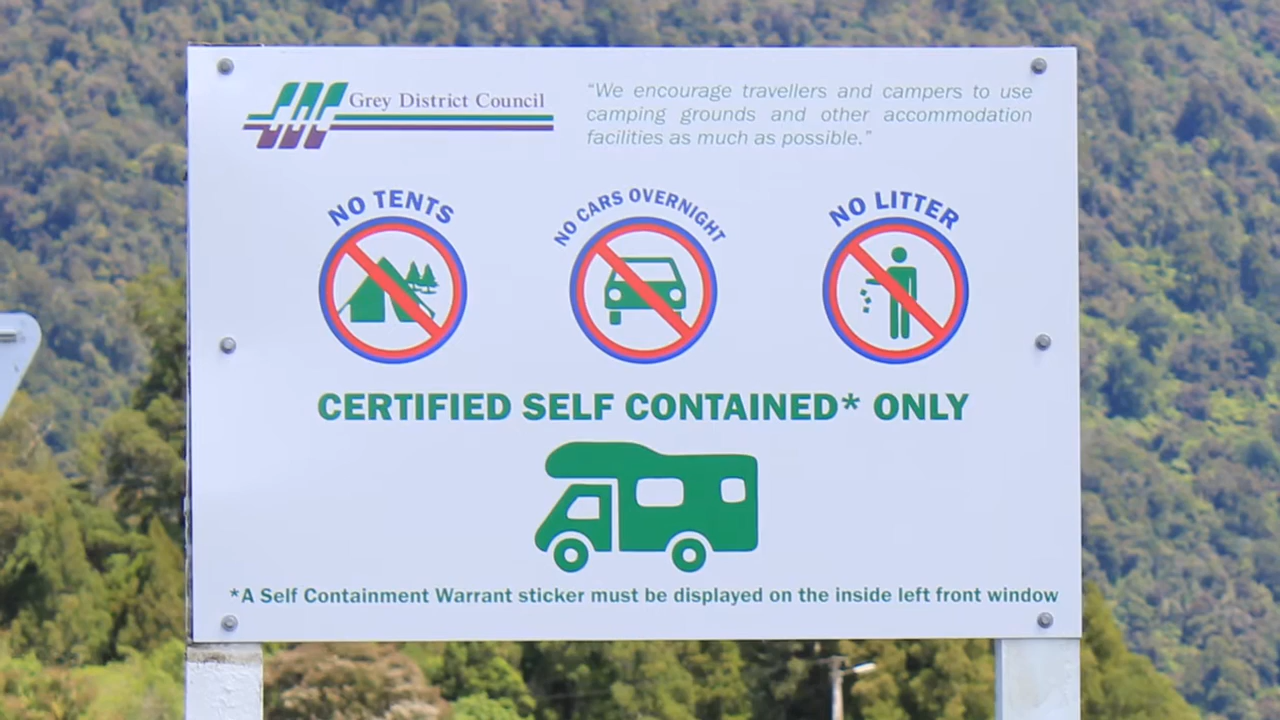 Grey District Council
"We encourage travellers and campers to use
camping grounds and other accommodation
facilities as much as possible."
NO TENTS
NO CARS OVERNIGHT
NO LITTER
CERTIFIED SELF CONTAINED* ONLY
*A Self Containment Warrant sticker must be displayed on the inside left front window